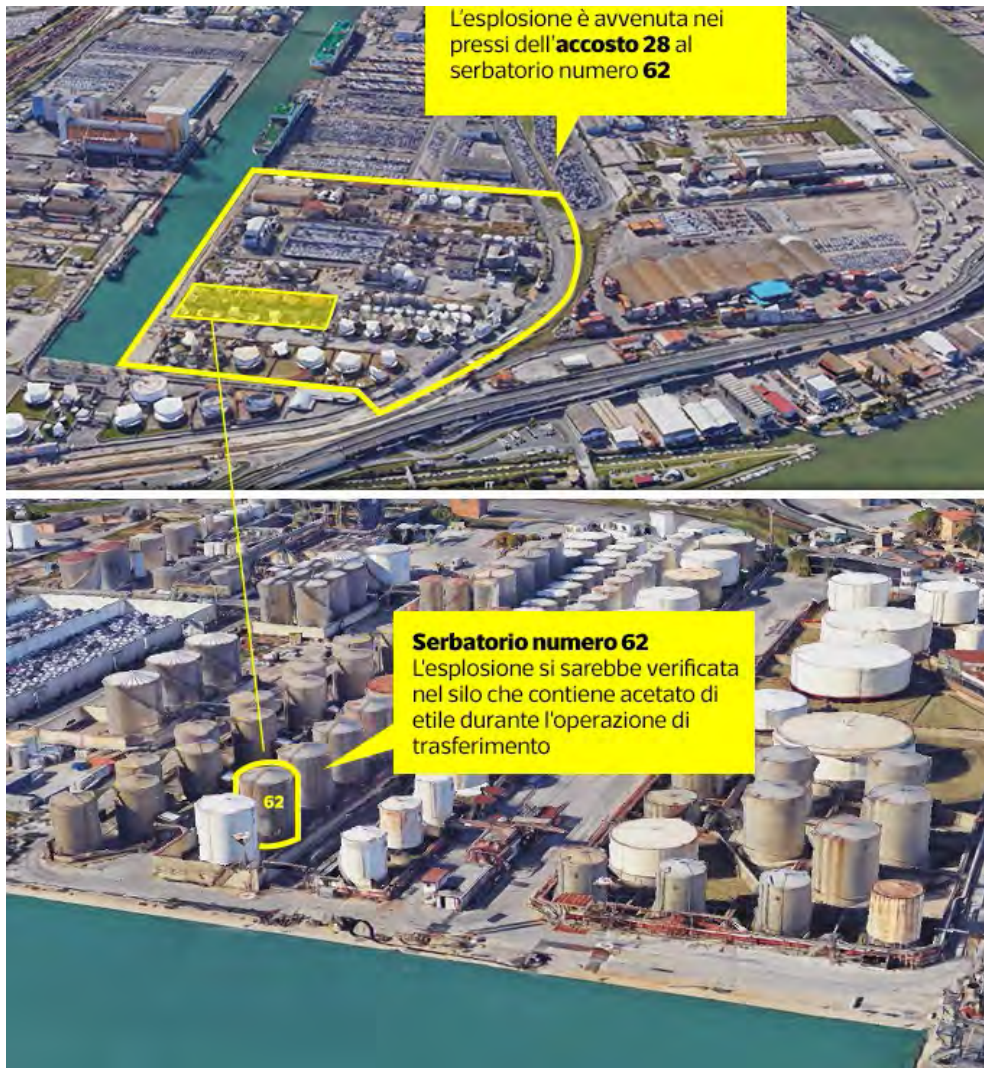 L'esplosione è avvenuta nei
pressi dell'accosto 28 al
serbatorio numero 62
Serbatorio numero 62
L'esplosione si sarebbe verificata
nel silo che contiene acetato di
etile durante l'operazione di
trasferimento
62